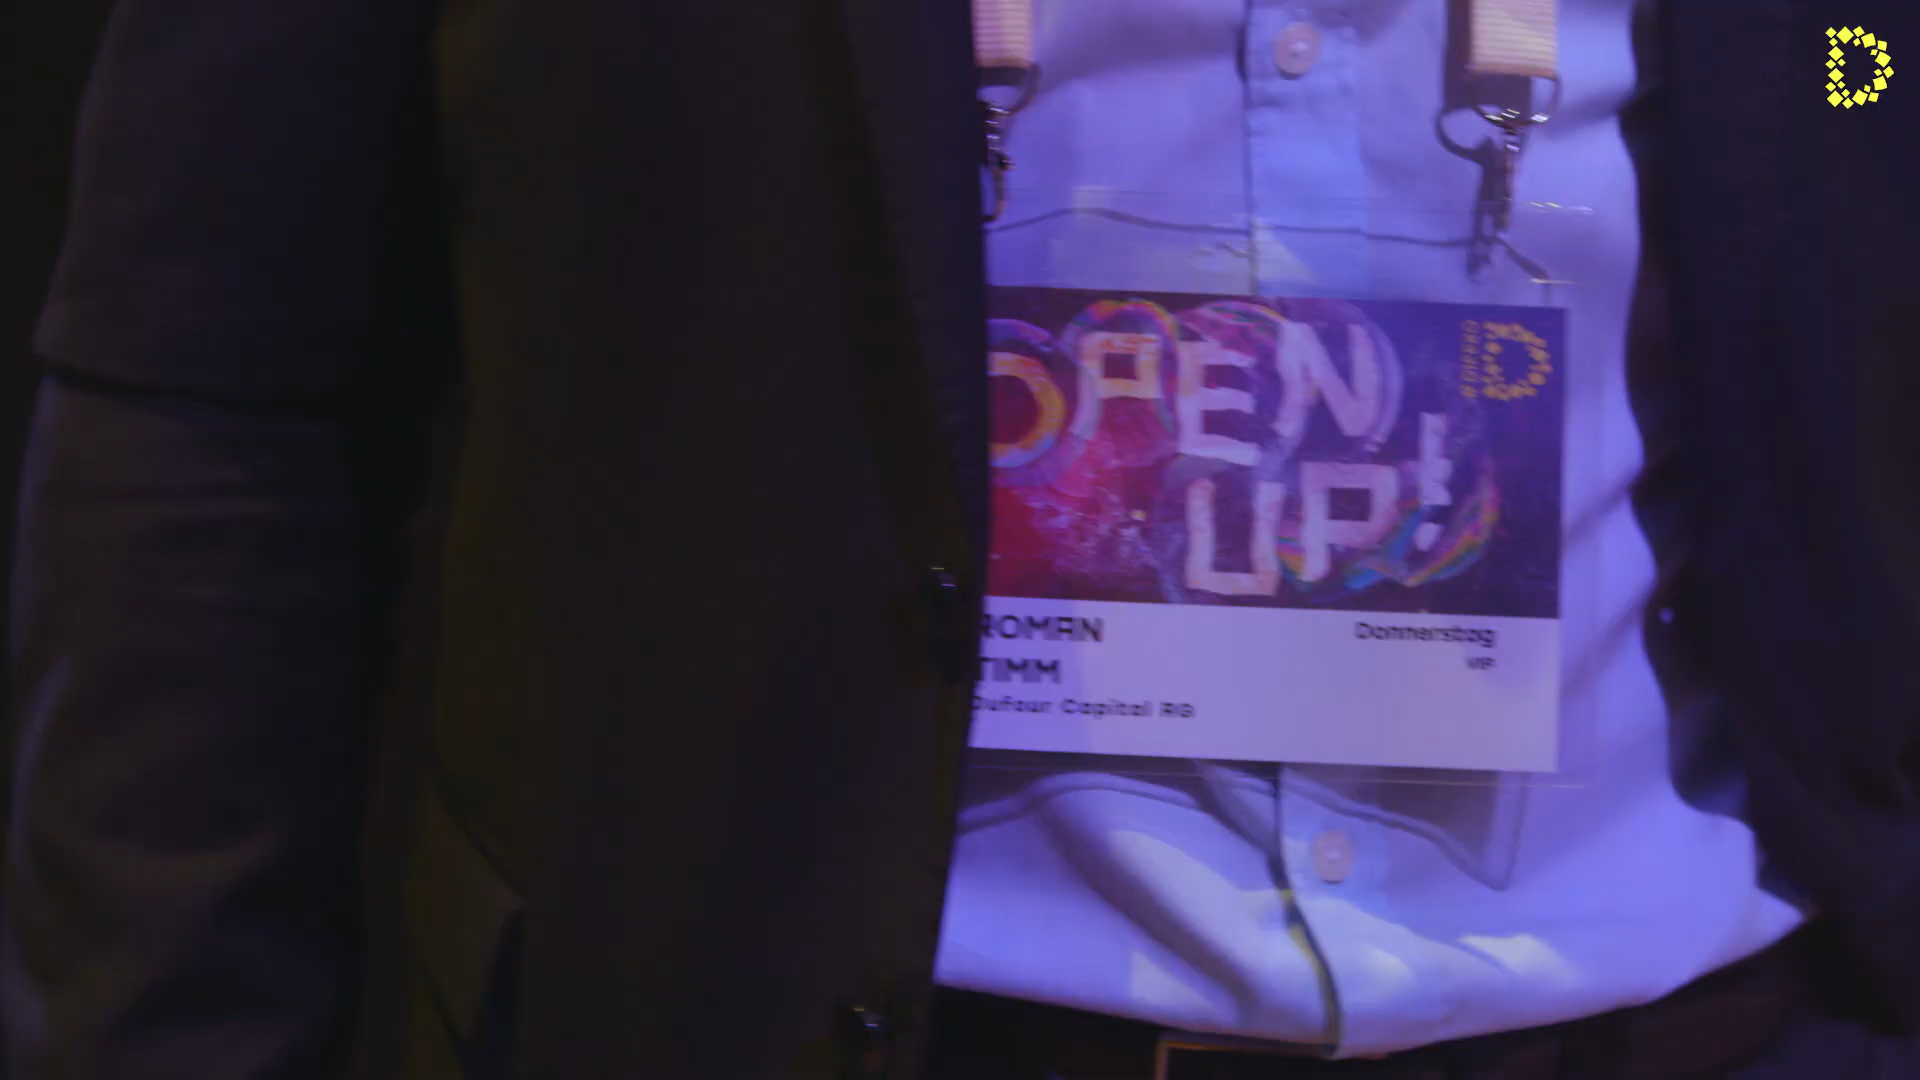 OPEN
UP!
ROMAN
TIMM
Dufour Capital AG
Donnerstag
VIP